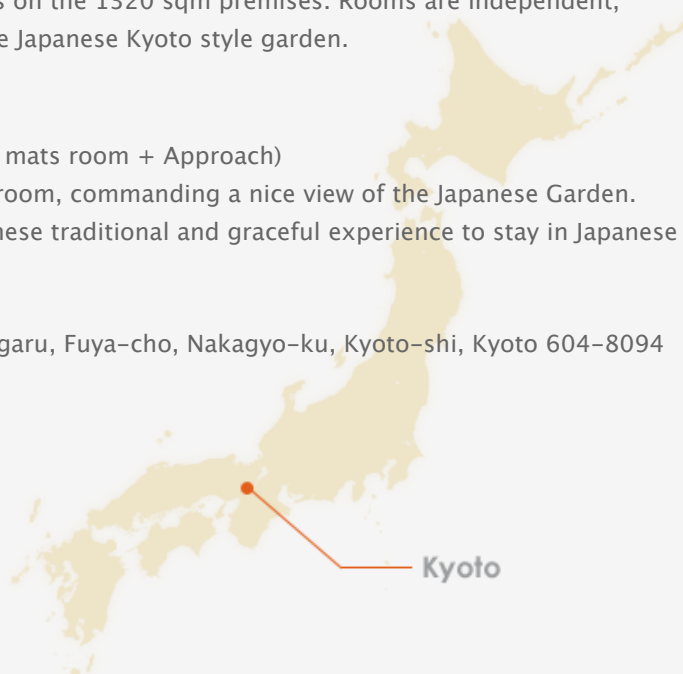 on the 1320 sqm premises. Rooms are independent,
Japanese Kyoto style garden.
mats room + Approach)
room, commanding a nice view of the Japanese Garden.
traditional and graceful experience to stay in Japanese
Fuya-cho, Nakagyo-ku, Kyoto-shi, Kyoto 604-8094
Kyoto